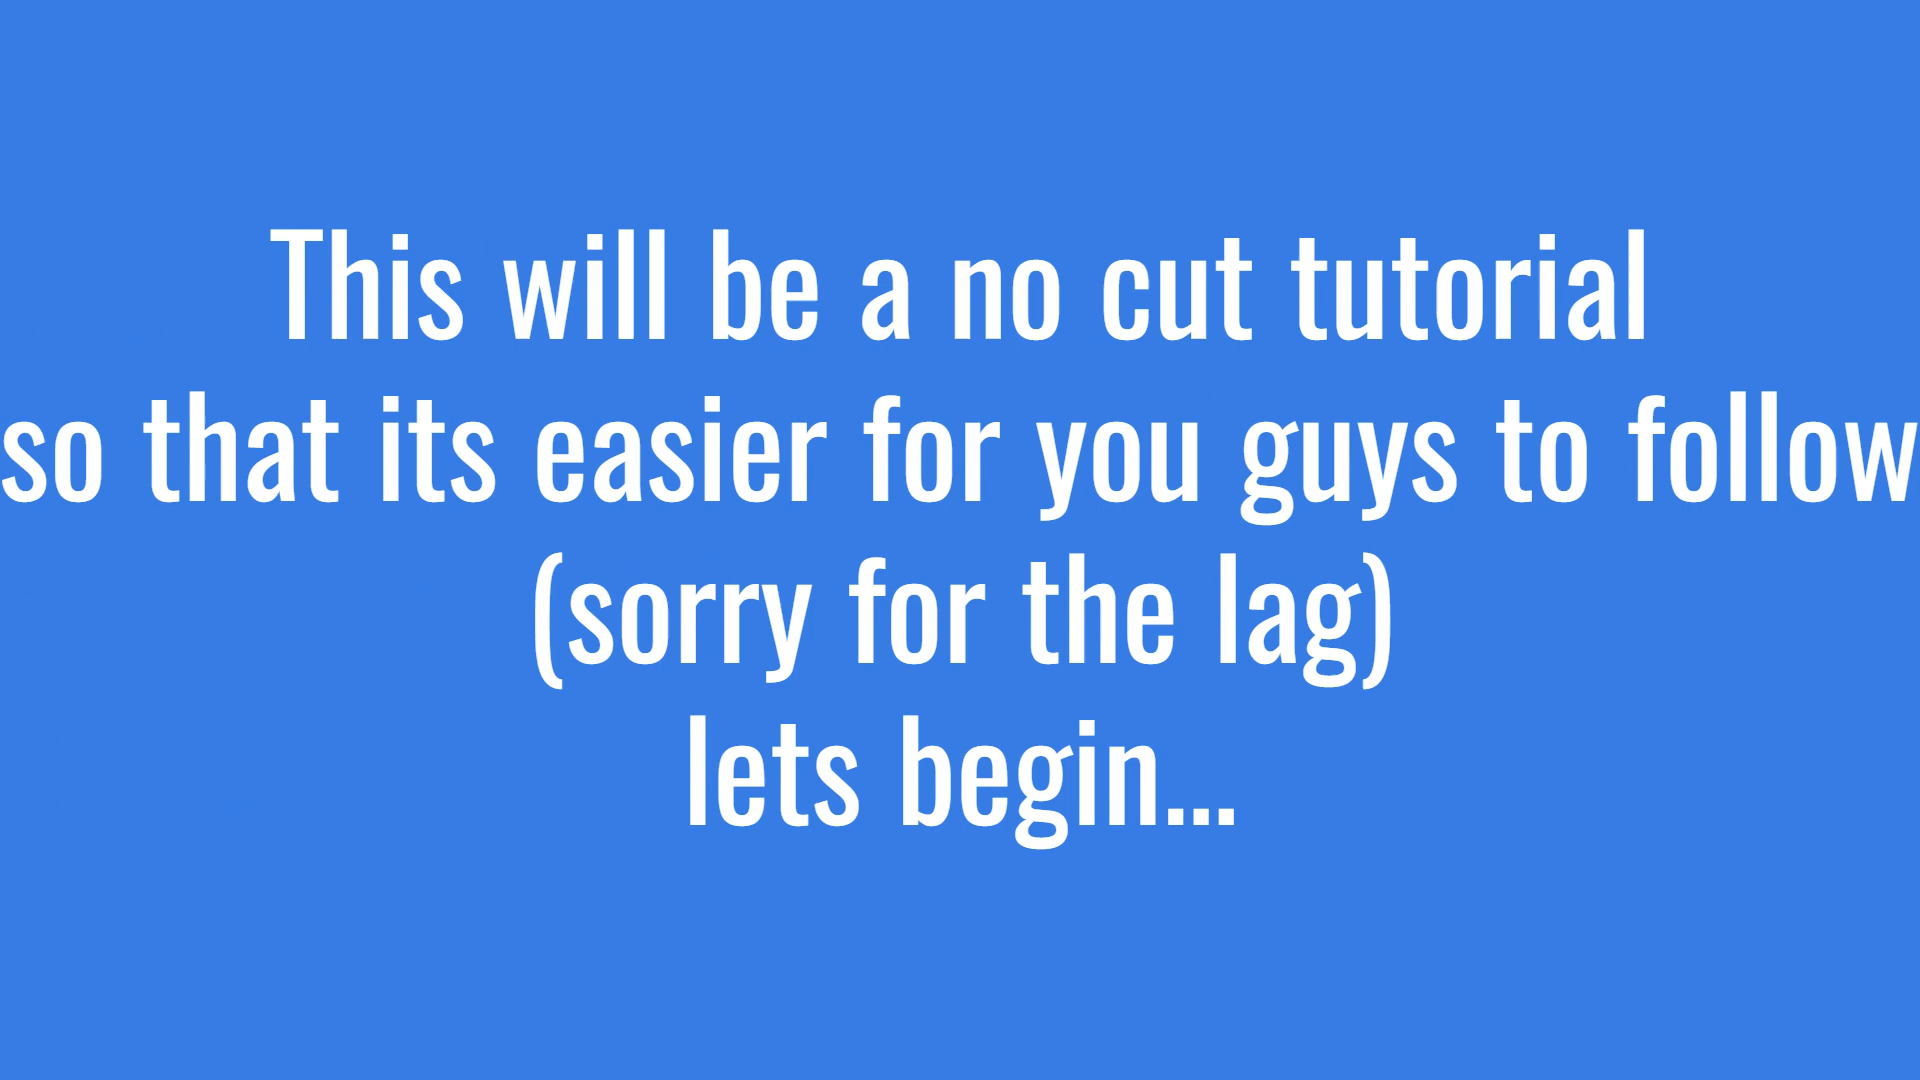 This will be a no cut tutorial
so that its easier for you guys to follow
(sorry for the lag)
lets begin...